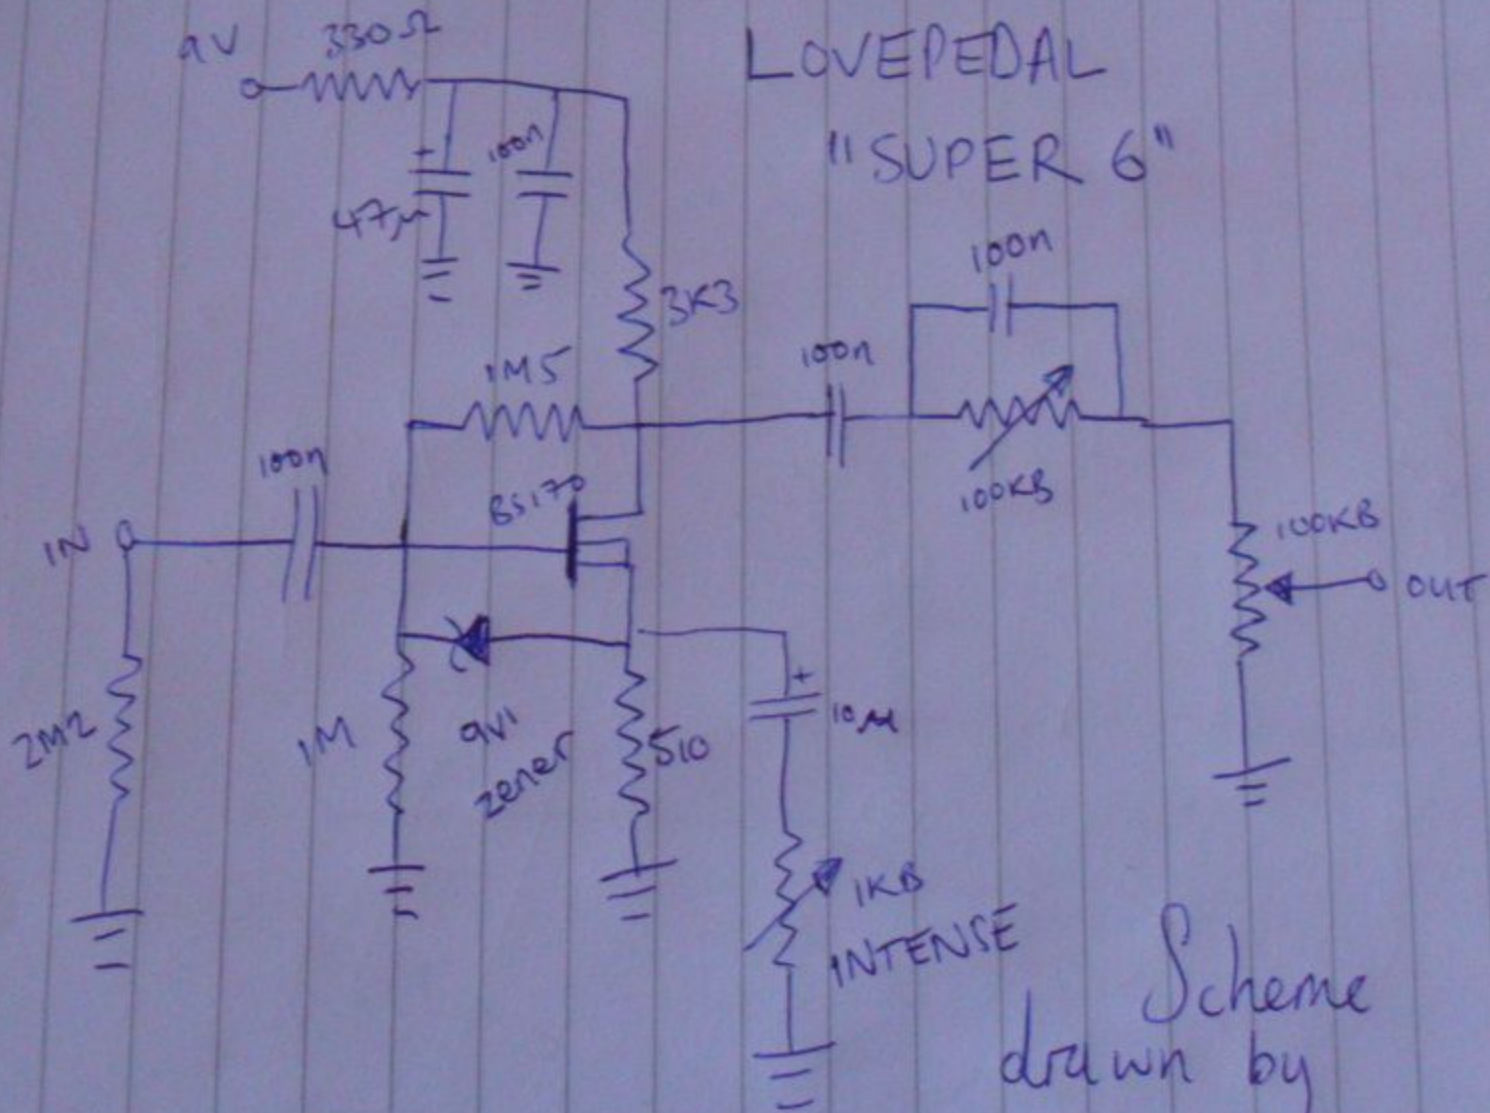 9V
330Ω
LOVEPEDAL
"SUPER 6"
+
47µ
100n
3K3
100n
1M5
100n
100KB
100n
BS170
IN
100KB
OUT
2M2
1M
9V1
zener
510
+
10µ
1KB
INTENSE
Scheme
drawn by